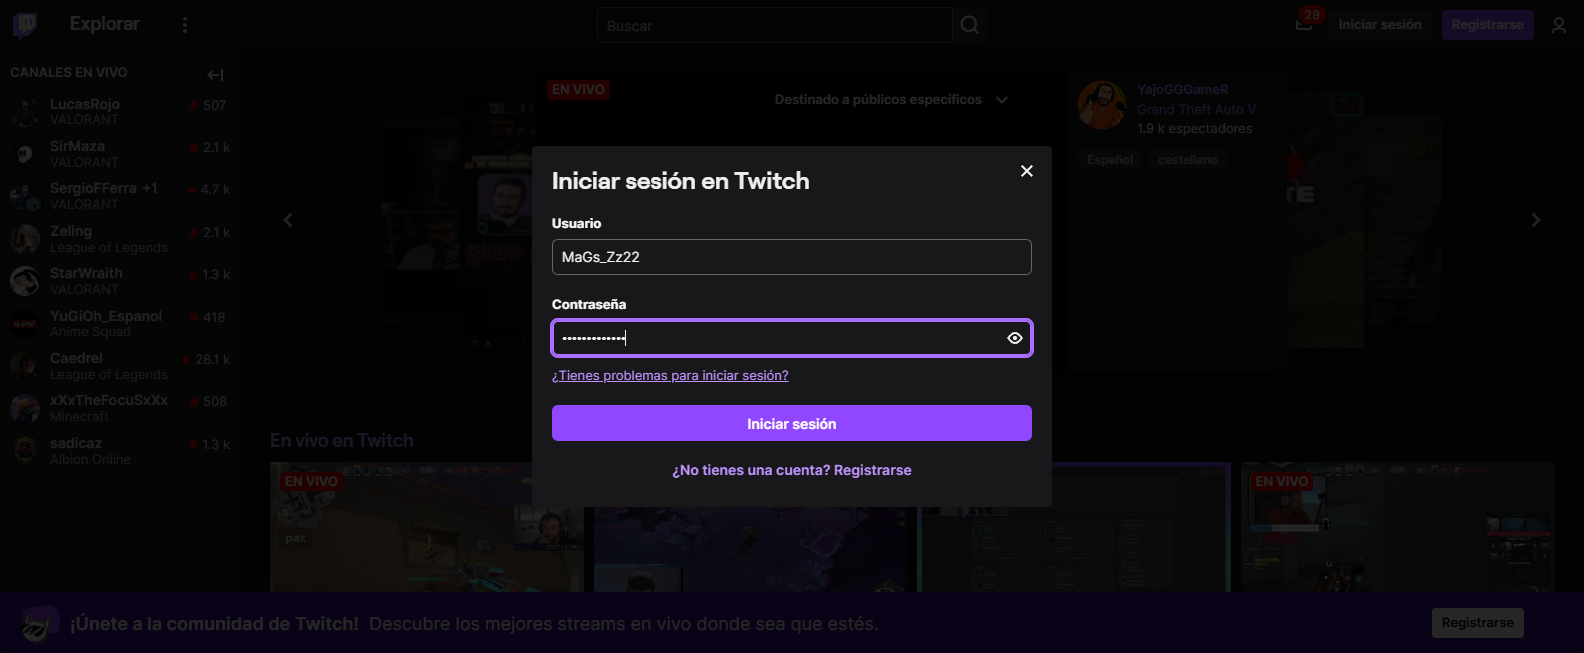 Explorar
Buscar
29
Iniciar sesión
Registrarse
CANALES EN VIVO
LucasRojo
507
VALORANT
SirMaza
2.1 k
VALORANT
SergioFFerra +1
4.7 k
VALORANT
Zeling
2.1 k
League of Legends
StarWraith
1.3 k
VALORANT
YuGiOh_Espanol
418
Anime Squad
Caedrel
28.1 k
League of Legends
xXxTheFocuSxXx
508
Minecraft
sadicaz
1.3 k
Albion Online
EN VIVO
Destinado a públicos específicos
YajoGGGameR
Grand Theft Auto V
1.9 k espectadores
Español
castellano
Iniciar sesión en Twitch
Usuario
MaGs_Zz22
Contraseña
•••••••••••••
¿Tienes problemas para iniciar sesión?
Iniciar sesión
¿No tienes una cuenta? Registrarse
En vivo en Twitch
EN VIVO
EN VIVO
¡Únete a la comunidad de Twitch! Descubre los mejores streams en vivo donde sea que estés.
Registrarse